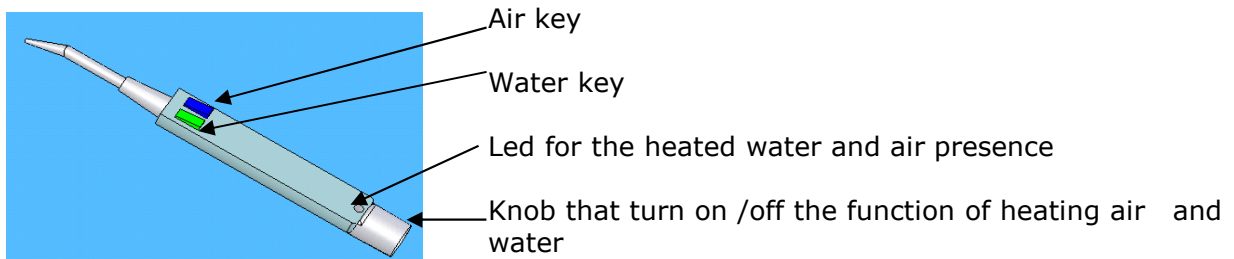 Air key
Water key
Led for the heated water and air presence
Knob that turn on /off the function of heating air and
water